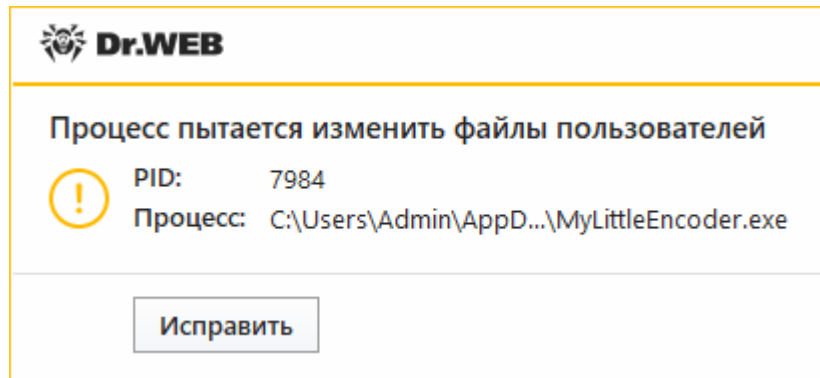 Dr.WEB
Процесс пытается изменить файлы пользователей
PID: 7984
Процесс: C:\Users\Admin\AppD...\MyLittleEncoder.exe
Исправить